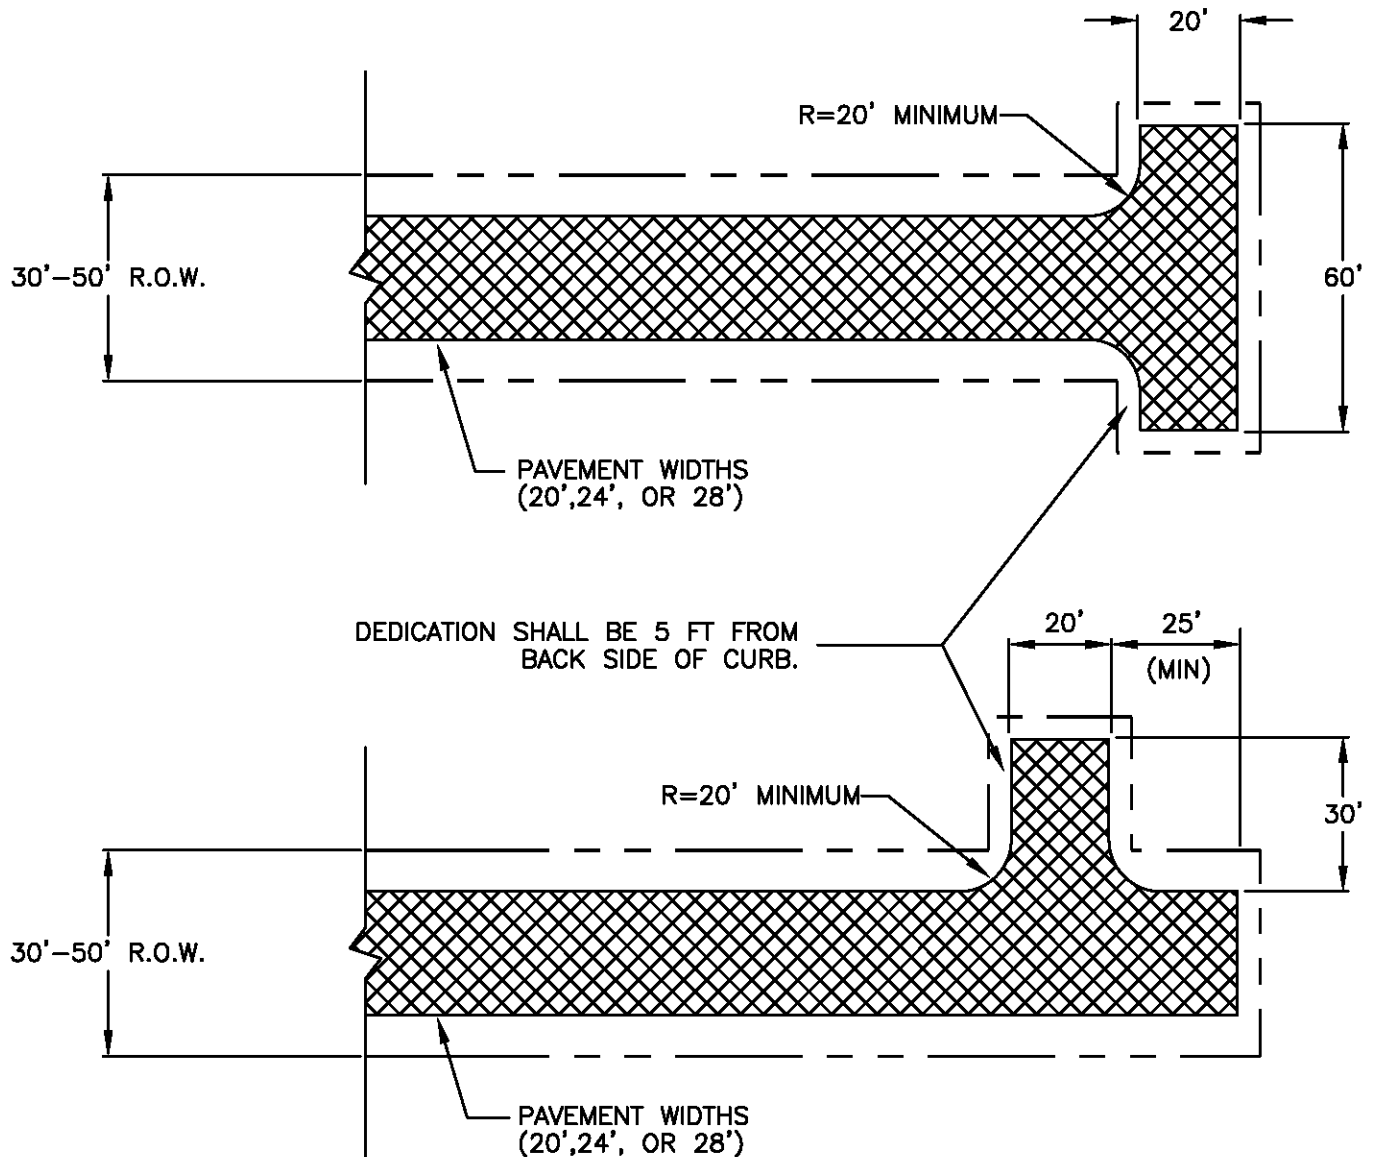 20'
R=20' MINIMUM
30'–50' R.O.W.
60'
PAVEMENT WIDTHS
(20',24', OR 28')
DEDICATION SHALL BE 5 FT FROM
BACK SIDE OF CURB.
20'
25'
(MIN)
R=20' MINIMUM
30'
30'–50' R.O.W.
PAVEMENT WIDTHS
(20',24', OR 28')